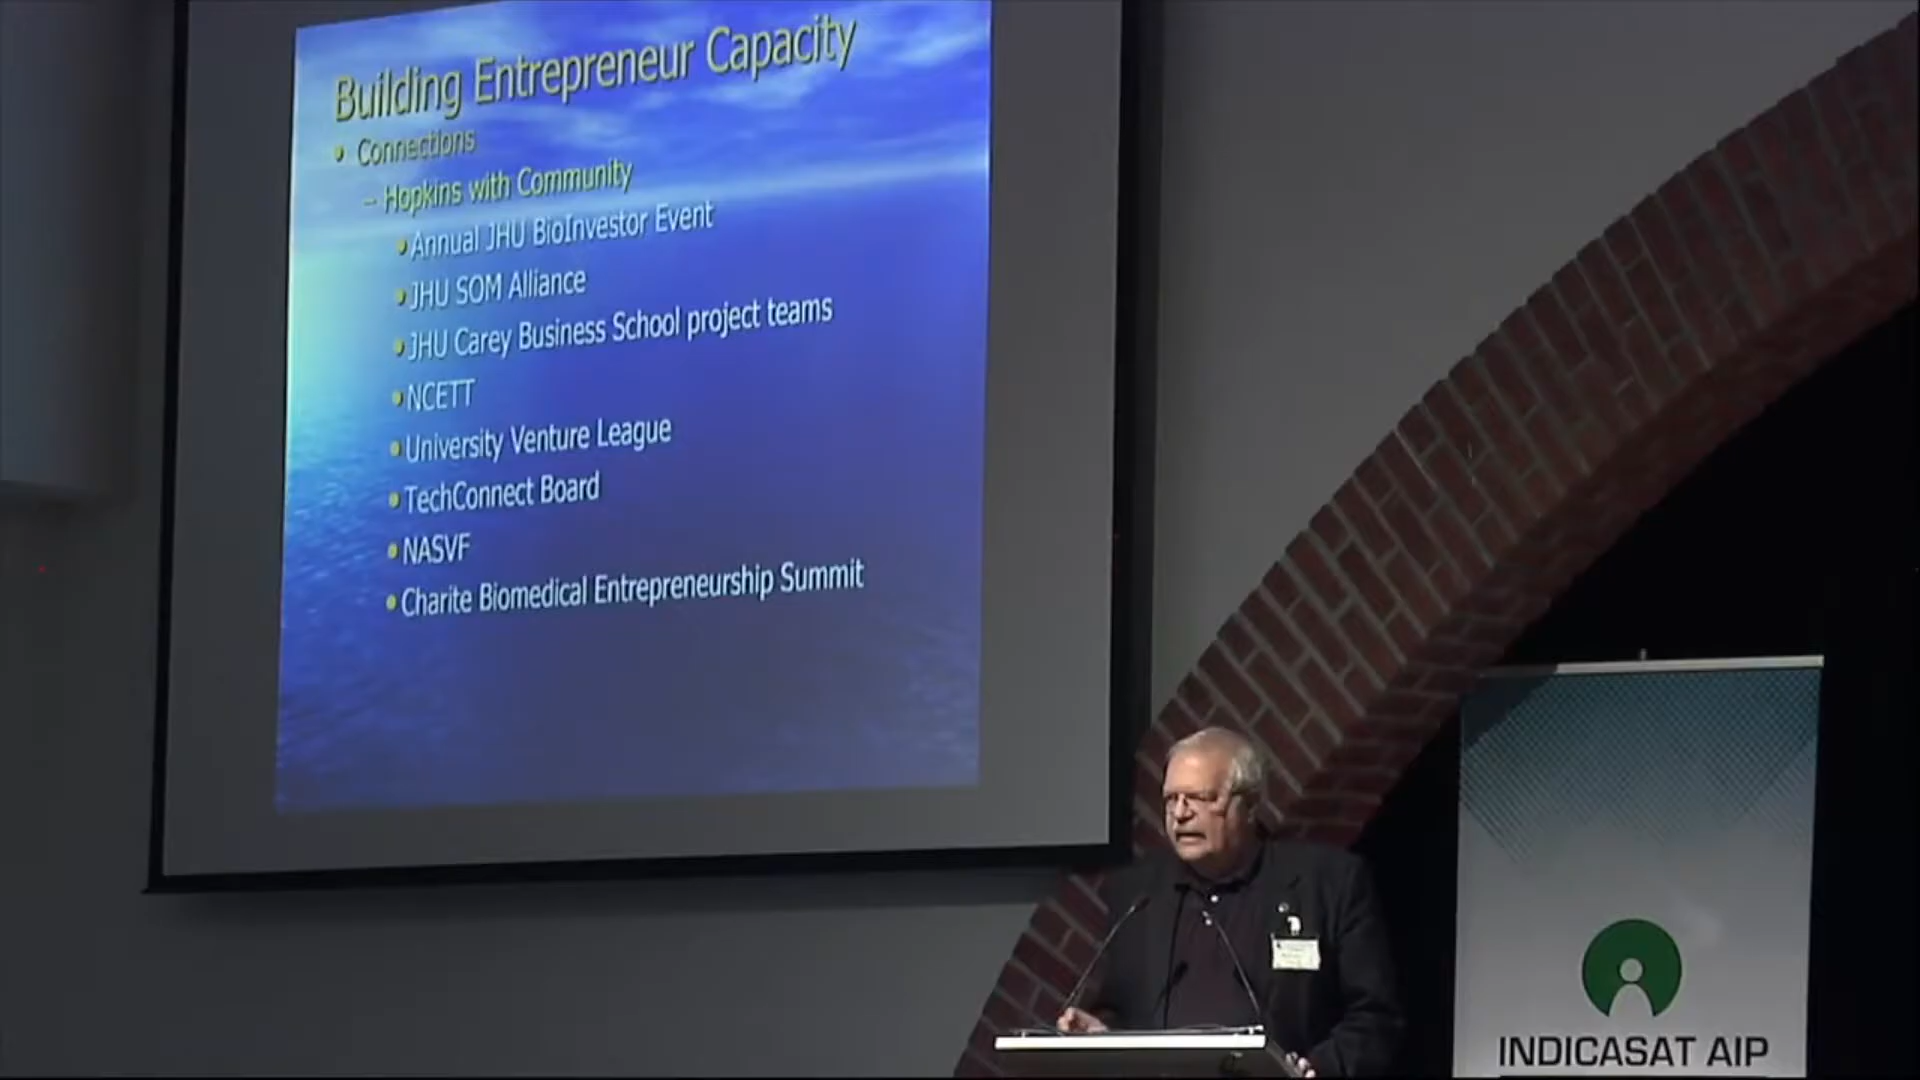 Building Entrepreneur Capacity
• Connections
– Hopkins with Community
• Annual JHU BioInvestor Event
• JHU SOM Alliance
• JHU Carey Business School project teams
• NCETT
• University Venture League
• TechConnect Board
• NASVF
• Charite Biomedical Entrepreneurship Summit
INDICASAT AIP